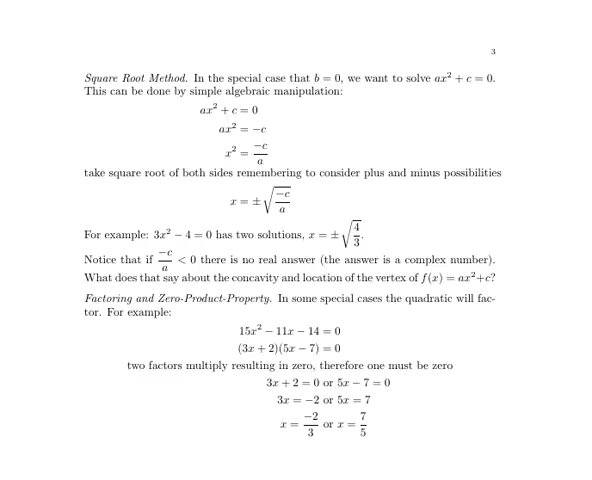 3
Square Root Method. In the special case that b = 0, we want to solve ax² + c = 0.
This can be done by simple algebraic manipulation:
ax² + c = 0
ax² = −c
x² = −c/a
take square root of both sides remembering to consider plus and minus possibilities
x = ±√(−c/a)
For example: 3x² − 4 = 0 has two solutions, x = ±√(4/3).
Notice that if −c/a < 0 there is no real answer (the answer is a complex number).
What does that say about the concavity and location of the vertex of f(x) = ax²+c?
Factoring and Zero-Product-Property. In some special cases the quadratic will fac-
tor. For example:
15x² − 11x − 14 = 0
(3x + 2)(5x − 7) = 0
two factors multiply resulting in zero, therefore one must be zero
3x + 2 = 0 or 5x − 7 = 0
3x = −2 or 5x = 7
x = −2/3 or x = 7/5